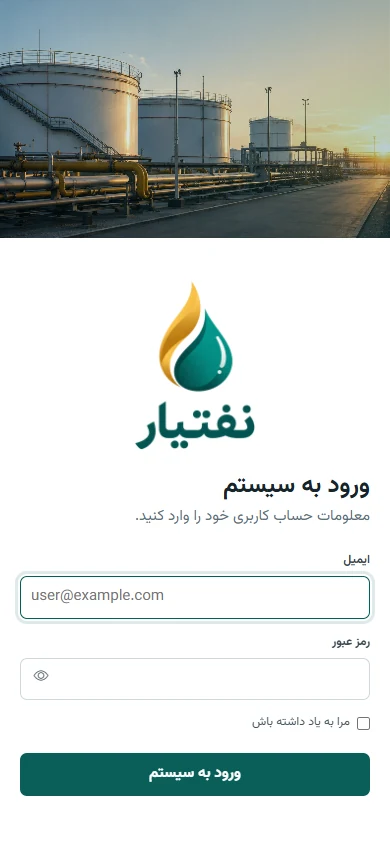 نفتیار
ورود به سیستم
معلومات حساب کاربری خود را وارد کنید.
ایمیل
user@example.com
رمز عبور
مرا به یاد داشته باش
ورود به سیستم